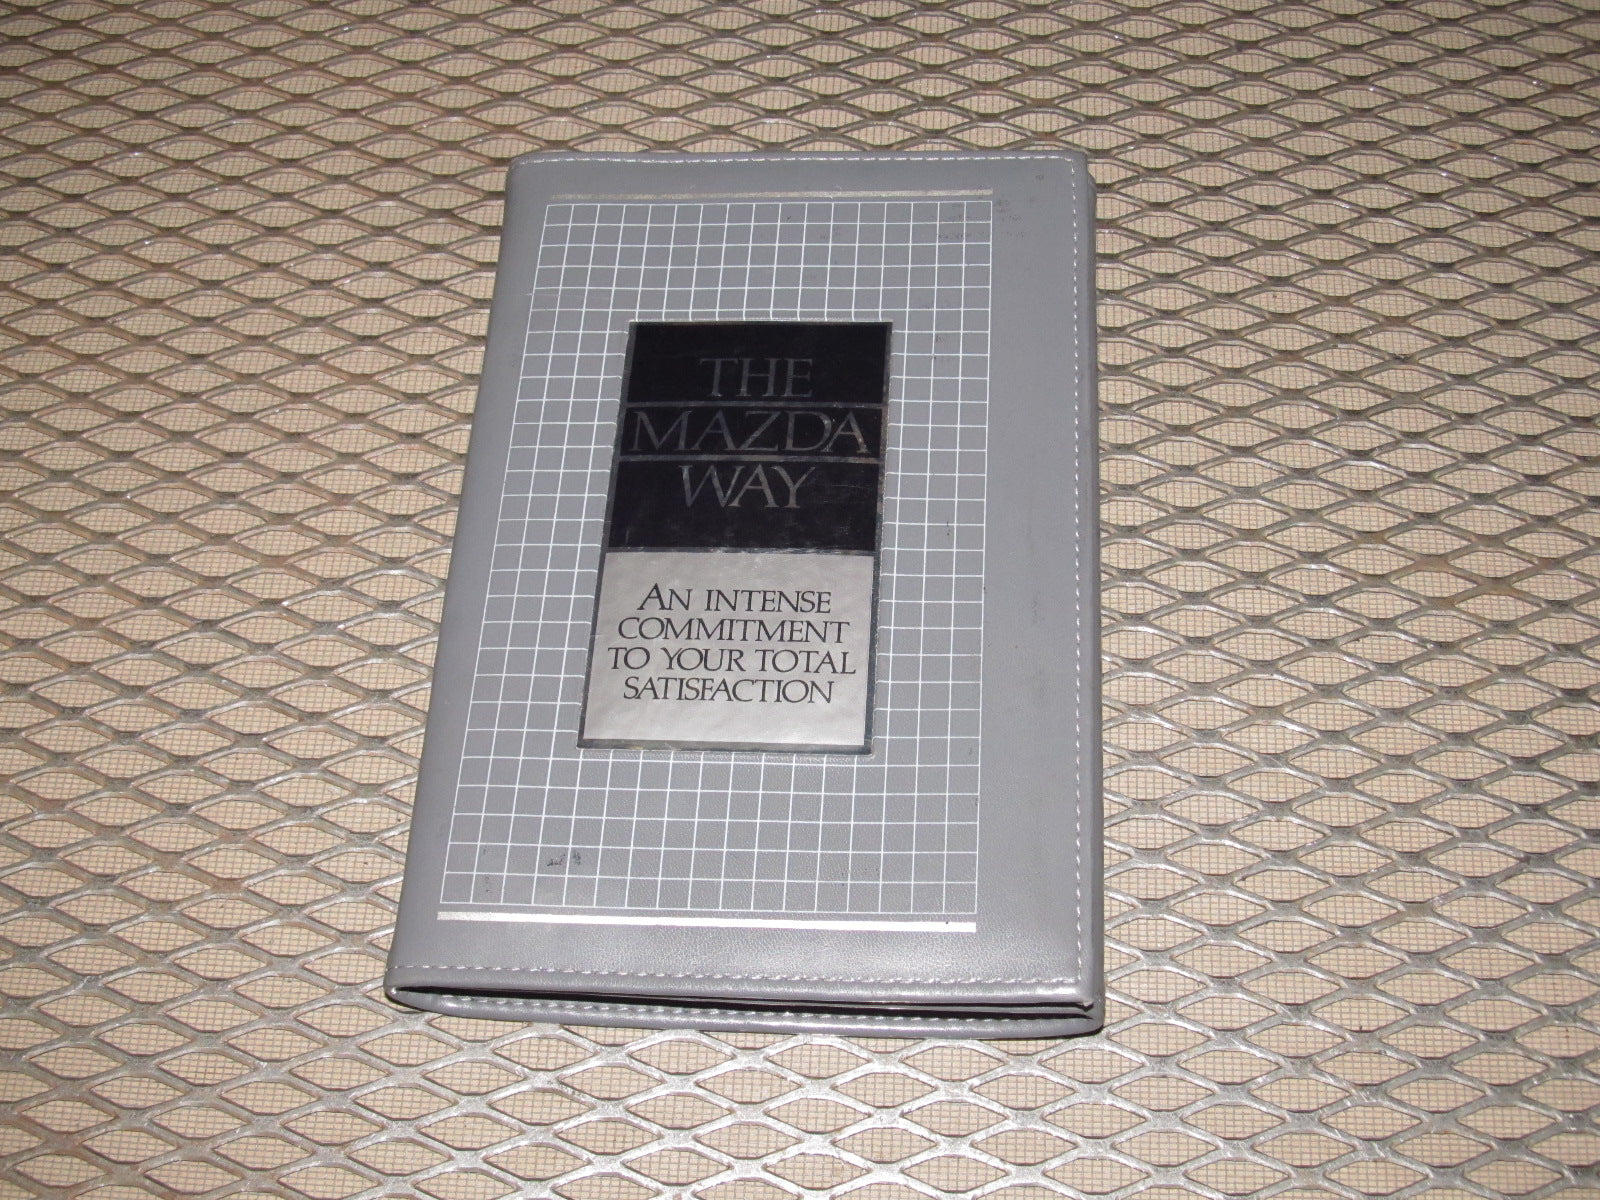 THE
MAZDA
WAY
AN INTENSE
COMMITMENT
TO YOUR TOTAL
SATISFACTION